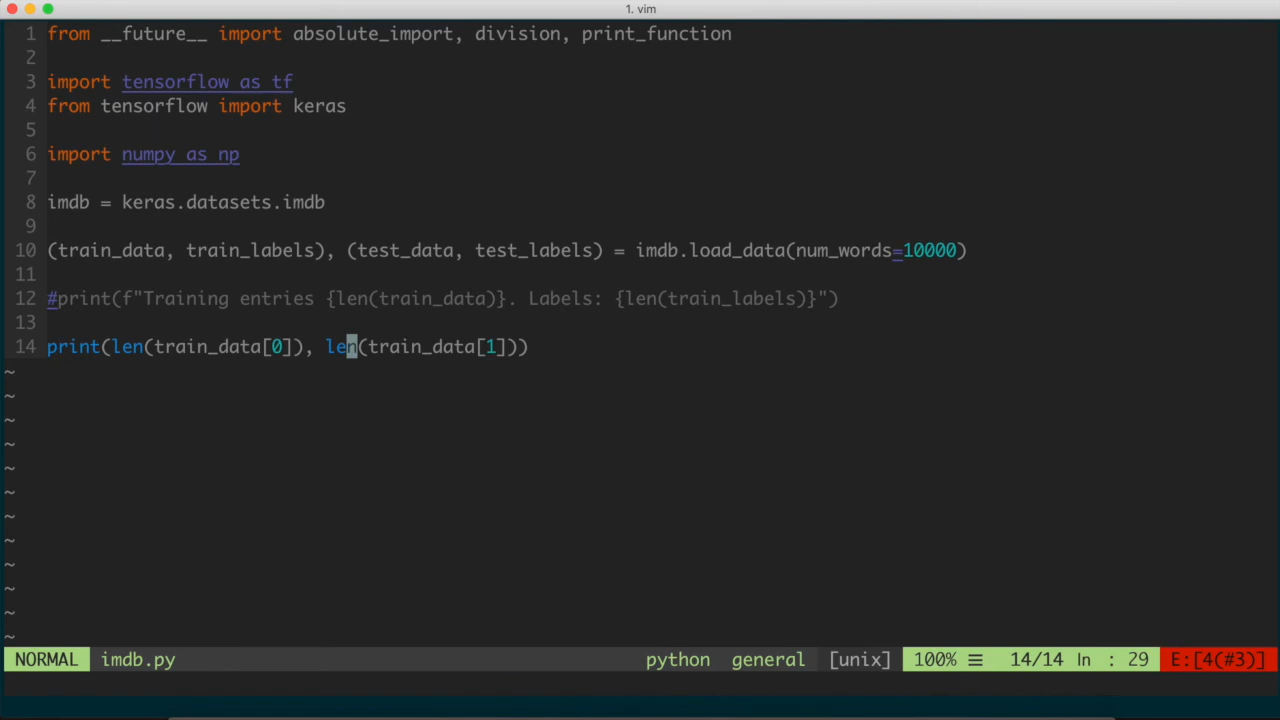 1. vim
1 from __future__ import absolute_import, division, print_function
2
3 import tensorflow as tf
4 from tensorflow import keras
5
6 import numpy as np
7
8 imdb = keras.datasets.imdb
9
10 (train_data, train_labels), (test_data, test_labels) = imdb.load_data(num_words=10000)
11
12 #print(f"Training entries {len(train_data)}. Labels: {len(train_labels)}")
13
14 print(len(train_data[0]), len(train_data[1]))
~
~
~
~
~
~
~
~
~
~
~
~
NORMAL imdb.py python general [unix] 100% ☰ 14/14 ln : 29 E:[4(#3)]